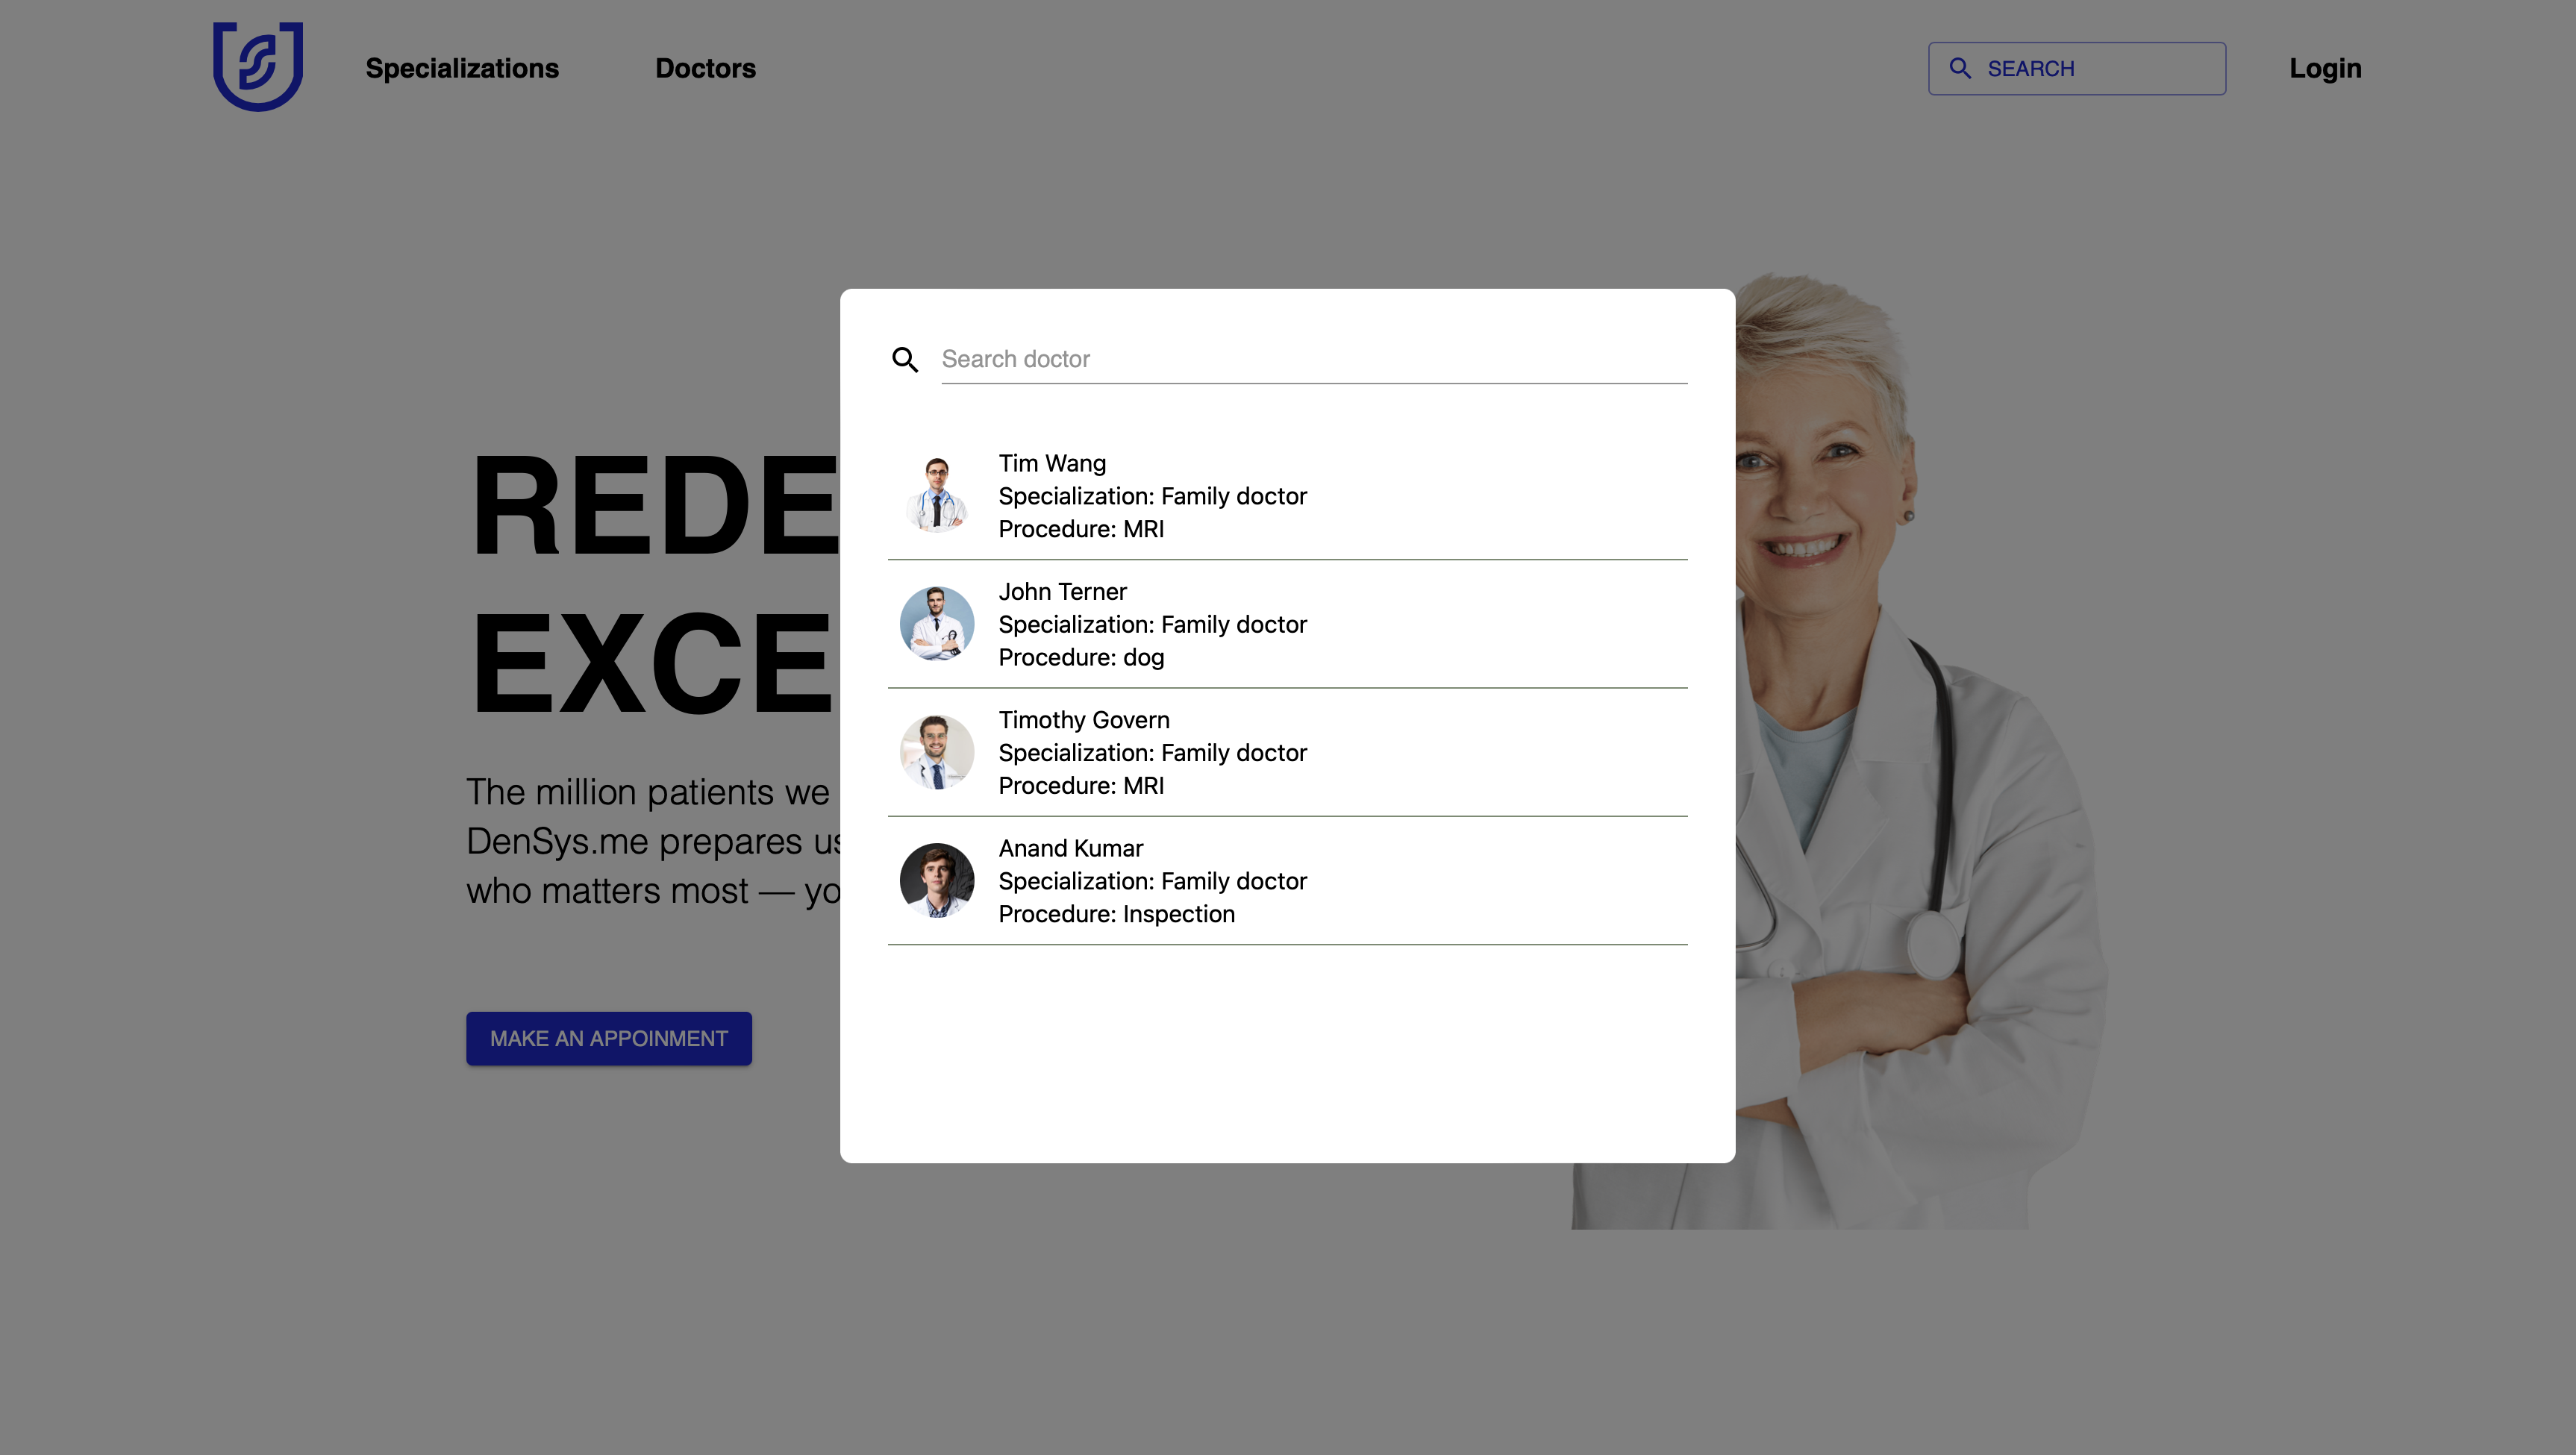 Specializations
Doctors
SEARCH
Login
Search doctor
Tim Wang
Specialization: Family doctor
Procedure: MRI
John Terner
Specialization: Family doctor
Procedure: dog
Timothy Govern
Specialization: Family doctor
Procedure: MRI
Anand Kumar
Specialization: Family doctor
Procedure: Inspection
REDE
EXCE
The million patients we
DenSys.me prepares us
who matters most — yo
MAKE AN APPOINMENT